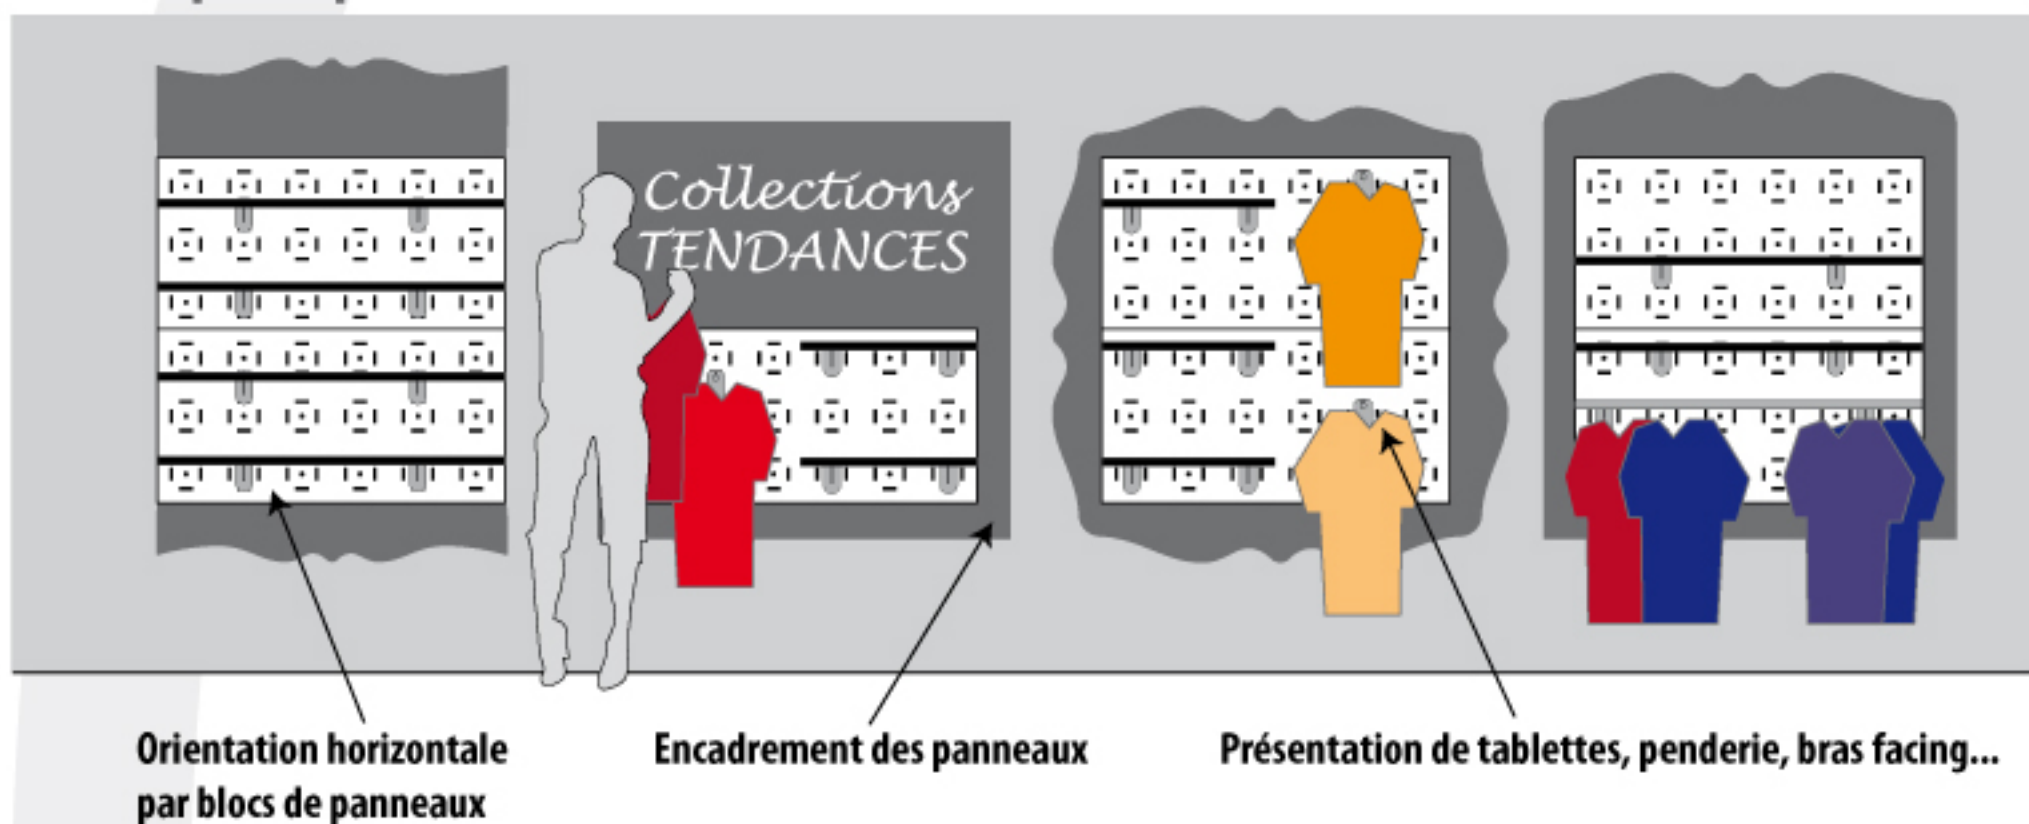 Collections
TENDANCES
Orientation horizontale
par blocs de panneaux
Encadrement des panneaux
Présentation de tablettes, penderie, bras facing...